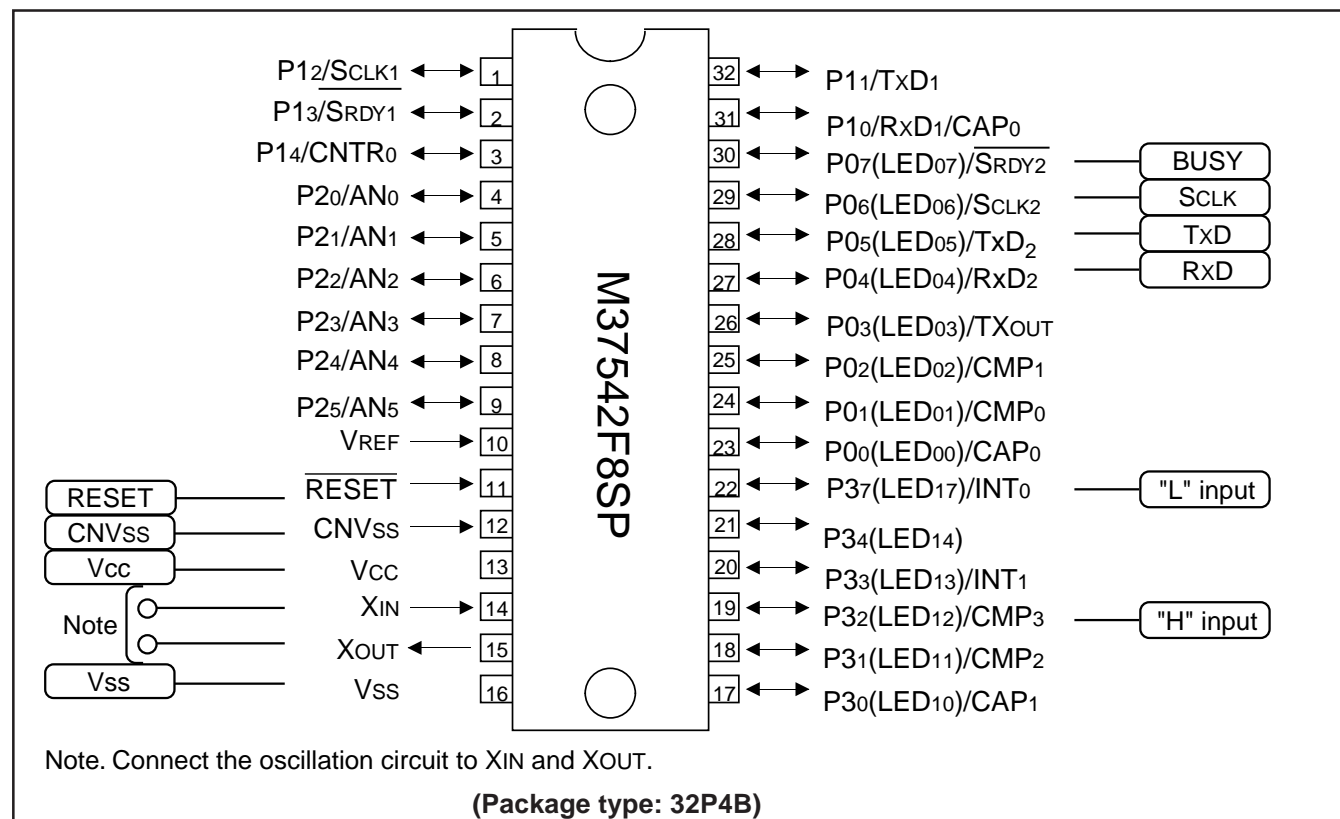 P12/SCLK1 1 32 P11/TxD1
P13/SRDY1 2 31 P10/RxD1/CAP0
P14/CNTR0 3 30 P07(LED07)/SRDY2 BUSY
P20/AN0 4 29 P06(LED06)/SCLK2 SCLK
P21/AN1 5 28 P05(LED05)/TxD2 TxD
P22/AN2 6 27 P04(LED04)/RxD2 RxD
P23/AN3 7 26 P03(LED03)/TXOUT
P24/AN4 8 25 P02(LED02)/CMP1
P25/AN5 9 24 P01(LED01)/CMP0
VREF 10 23 P00(LED00)/CAP0
RESET RESET 11 22 P37(LED17)/INT0 "L" input
CNVSS CNVSS 12 21 P34(LED14)
Vcc VCC 13 20 P33(LED13)/INT1
XIN 14 19 P32(LED12)/CMP3 "H" input
Note
XOUT 15 18 P31(LED11)/CMP2
Vss VSS 16 17 P30(LED10)/CAP1
M37542F8SP
Note. Connect the oscillation circuit to XIN and XOUT.
(Package type: 32P4B)